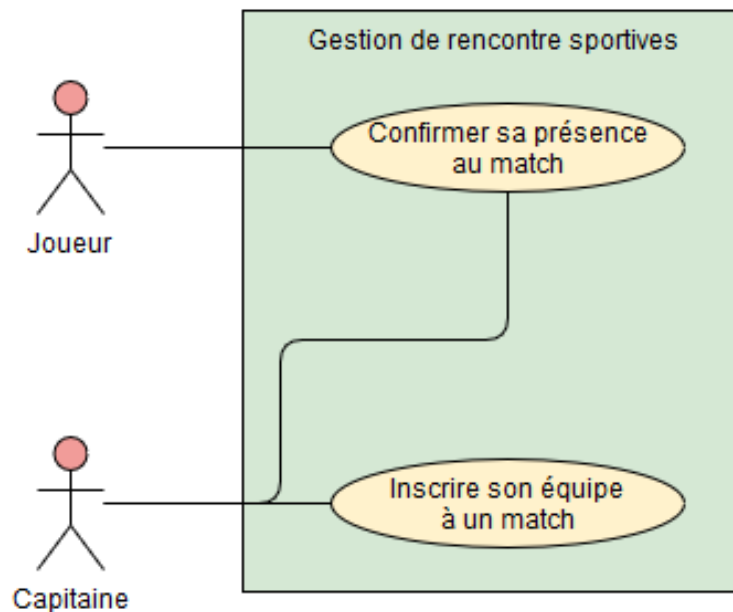 Gestion de rencontre sportives
Confirmer sa présence
au match
Joueur
Inscrire son équipe
à un match
Capitaine